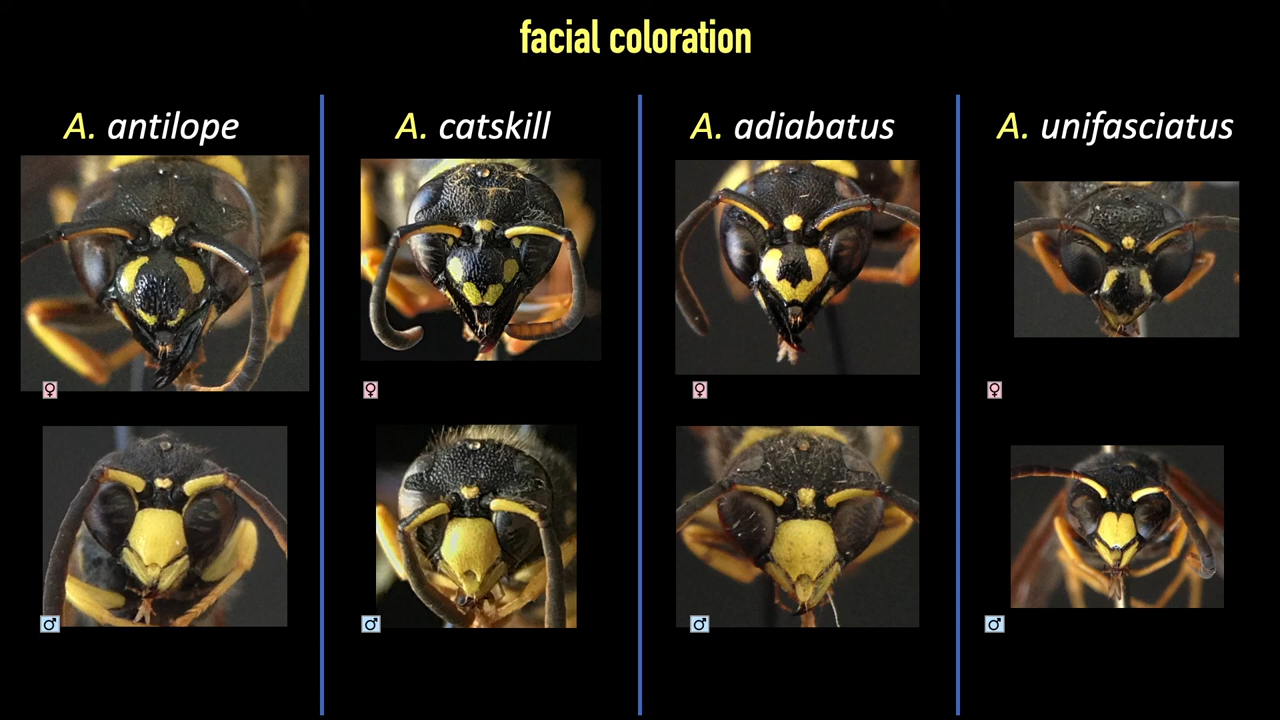 facial coloration
A. antilope
A. catskill
A. adiabatus
A. unifasciatus
♀
♀
♀
♀
♂
♂
♂
♂